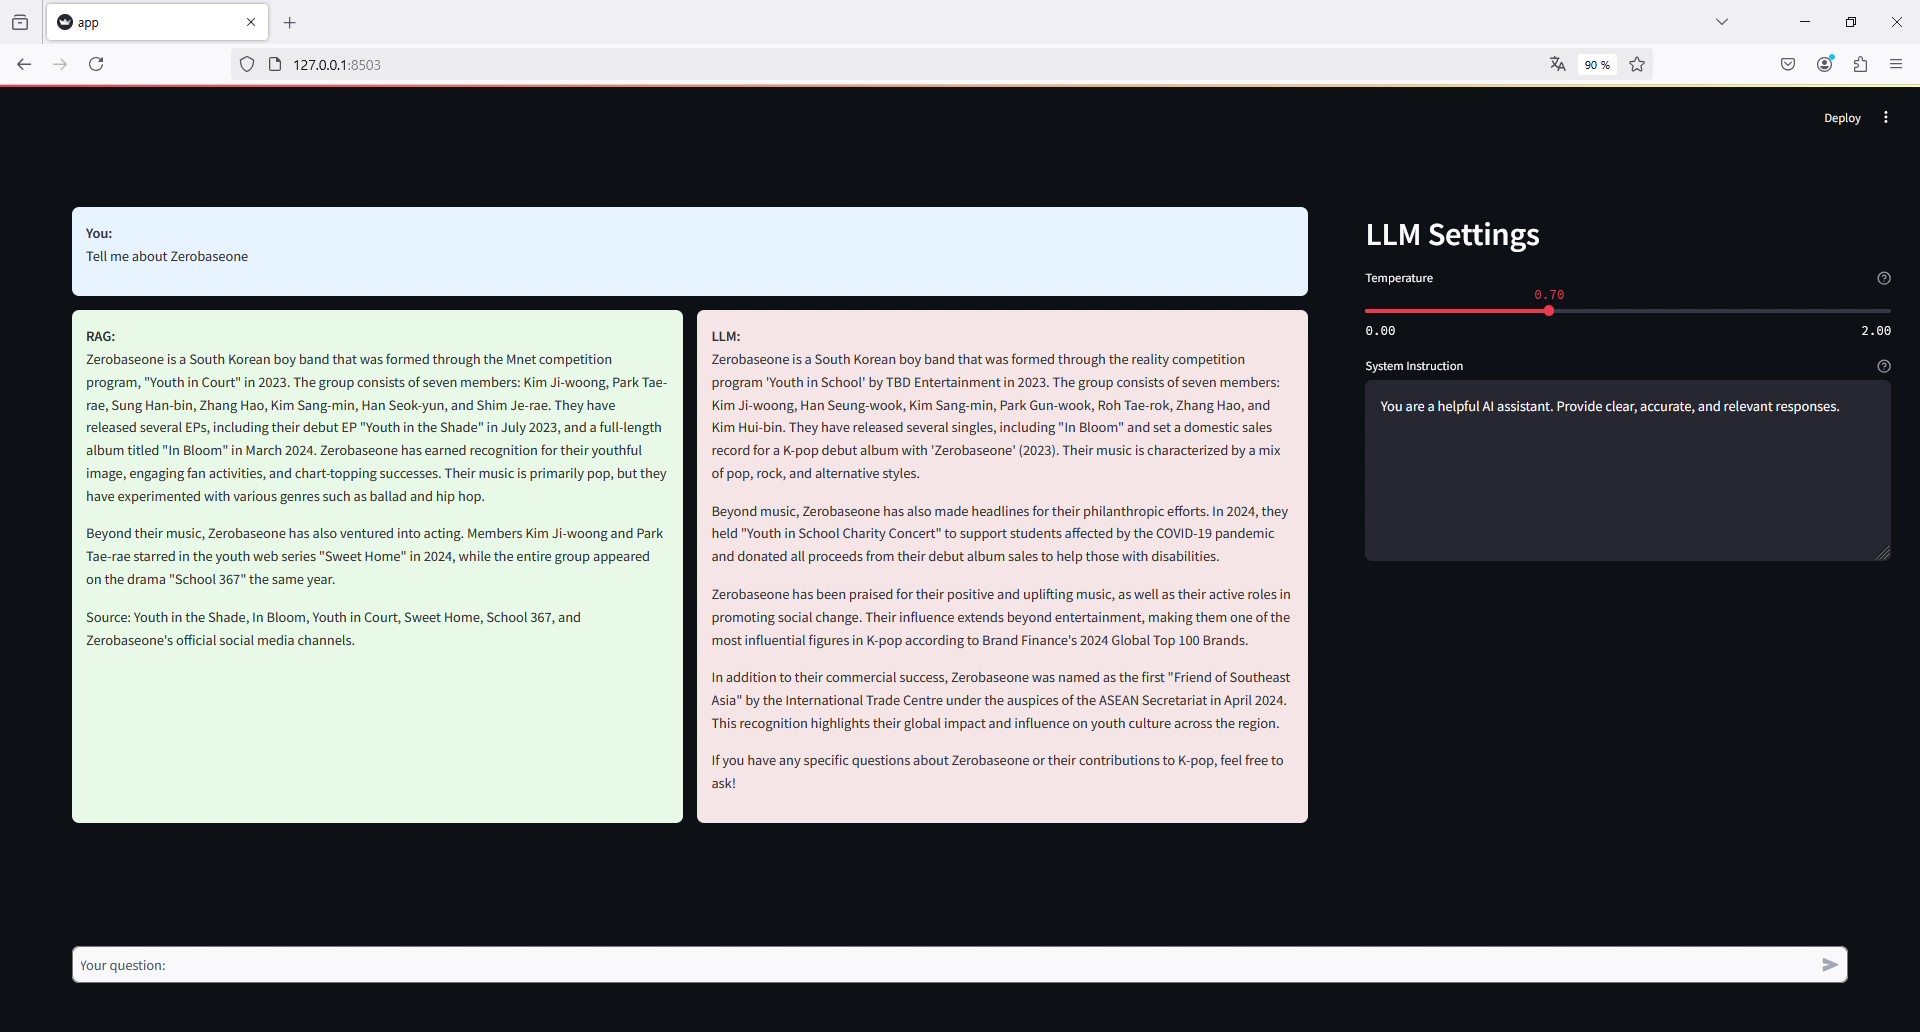 app
127.0.0.1:8503
90 %
Deploy
You:
Tell me about Zerobaseone
RAG:
Zerobaseone is a South Korean boy band that was formed through the Mnet competition
program, "Youth in Court" in 2023. The group consists of seven members: Kim Ji-woong, Park Tae-
rae, Sung Han-bin, Zhang Hao, Kim Sang-min, Han Seok-yun, and Shim Je-rae. They have
released several EPs, including their debut EP "Youth in the Shade" in July 2023, and a full-length
album titled "In Bloom" in March 2024. Zerobaseone has earned recognition for their youthful
image, engaging fan activities, and chart-topping successes. Their music is primarily pop, but they
have experimented with various genres such as ballad and hip hop.
Beyond their music, Zerobaseone has also ventured into acting. Members Kim Ji-woong and Park
Tae-rae starred in the youth web series "Sweet Home" in 2024, while the entire group appeared
on the drama "School 367" the same year.
Source: Youth in the Shade, In Bloom, Youth in Court, Sweet Home, School 367, and
Zerobaseone's official social media channels.
LLM:
Zerobaseone is a South Korean boy band that was formed through the reality competition
program 'Youth in School' by TBD Entertainment in 2023. The group consists of seven members:
Kim Ji-woong, Han Seung-wook, Kim Sang-min, Park Gun-wook, Roh Tae-rok, Zhang Hao, and
Kim Hui-bin. They have released several singles, including "In Bloom" and set a domestic sales
record for a K-pop debut album with 'Zerobaseone' (2023). Their music is characterized by a mix
of pop, rock, and alternative styles.
Beyond music, Zerobaseone has also made headlines for their philanthropic efforts. In 2024, they
held "Youth in School Charity Concert" to support students affected by the COVID-19 pandemic
and donated all proceeds from their debut album sales to help those with disabilities.
Zerobaseone has been praised for their positive and uplifting music, as well as their active roles in
promoting social change. Their influence extends beyond entertainment, making them one of the
most influential figures in K-pop according to Brand Finance's 2024 Global Top 100 Brands.
In addition to their commercial success, Zerobaseone was named as the first "Friend of Southeast
Asia" by the International Trade Centre under the auspices of the ASEAN Secretariat in April 2024.
This recognition highlights their global impact and influence on youth culture across the region.
If you have any specific questions about Zerobaseone or their contributions to K-pop, feel free to
ask!
LLM Settings
Temperature
0.70
0.00 2.00
System Instruction
You are a helpful AI assistant. Provide clear, accurate, and relevant responses.
Your question: